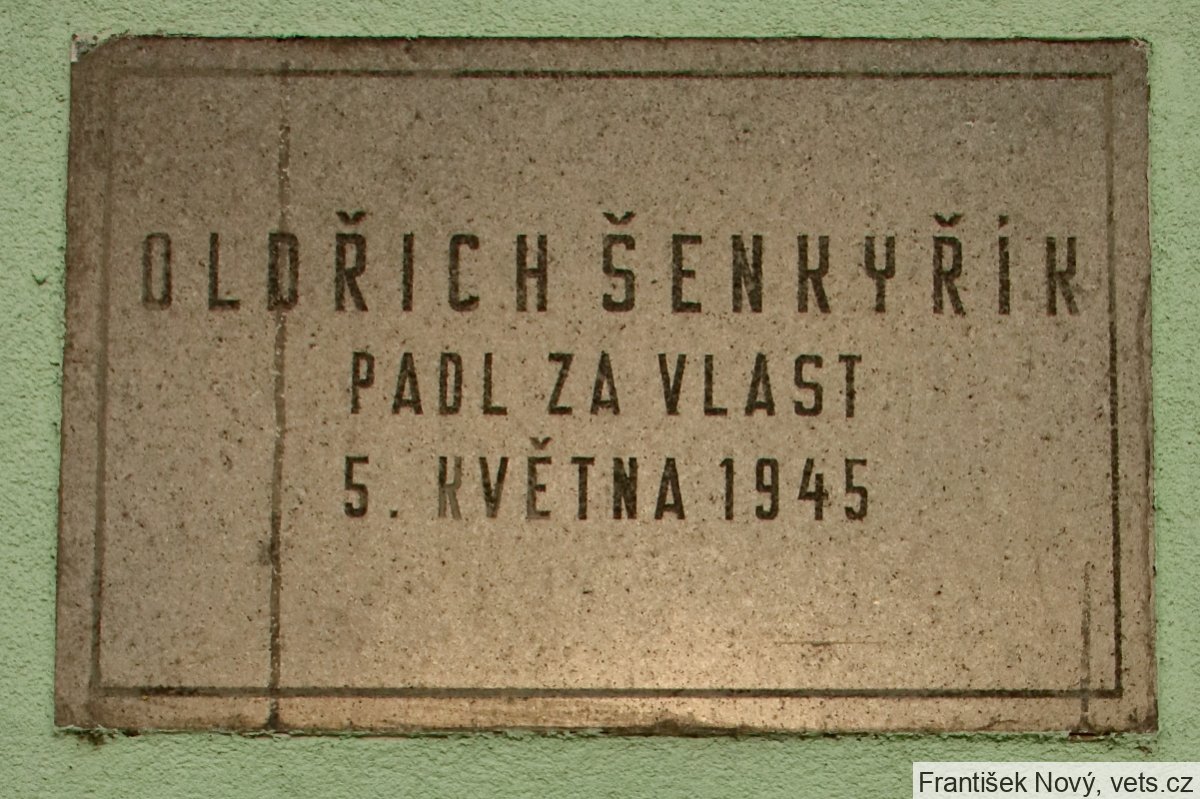 OLDŘICH ŠENKYŘÍK
PADL ZA VLAST
5. KVĚTNA 1945
František Nový, vets.cz